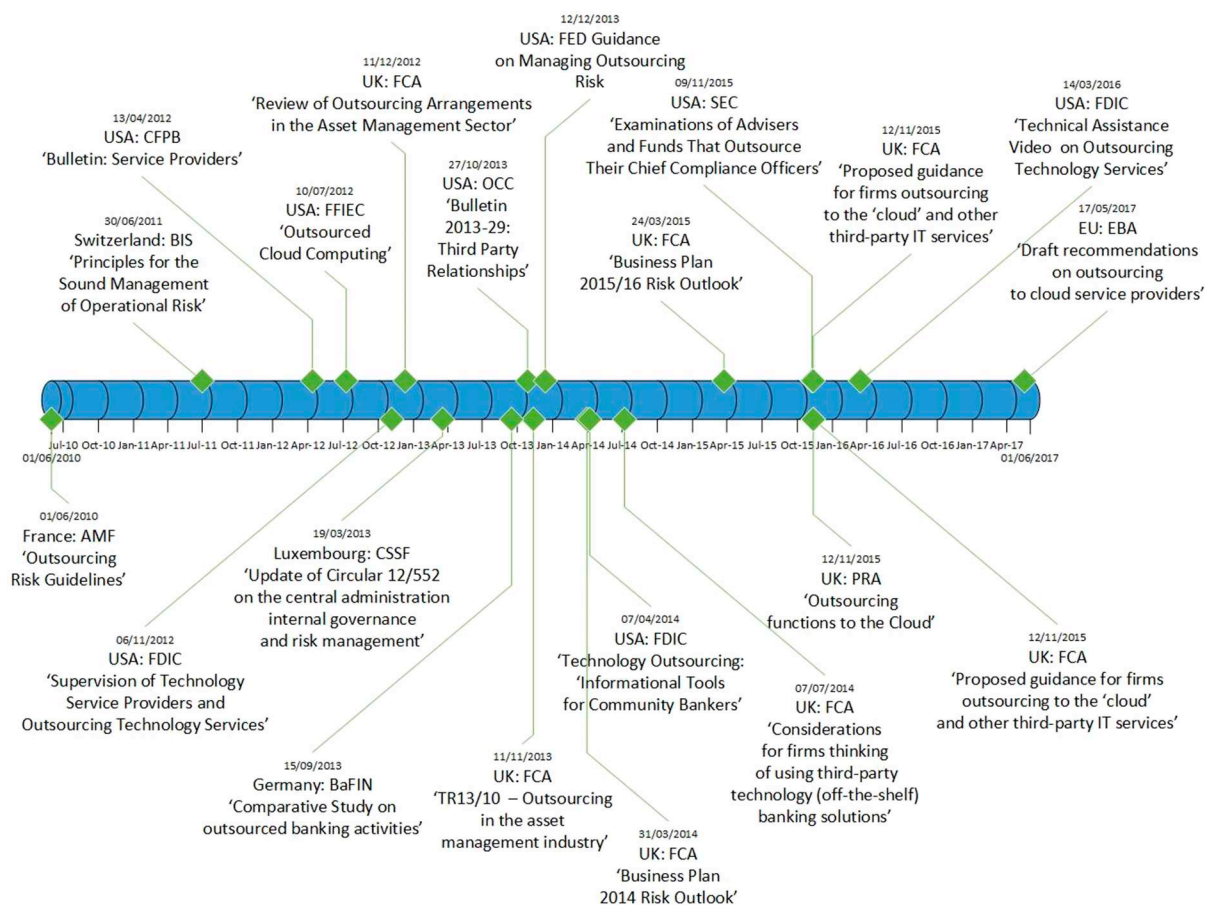 12/12/2013
USA: FED Guidance
on Managing Outsourcing
Risk
11/12/2012
UK: FCA
‘Review of Outsourcing Arrangements
in the Asset Management Sector’
09/11/2015
USA: SEC
‘Examinations of Advisers
and Funds That Outsource
Their Chief Compliance Officers’
14/03/2016
USA: FDIC
‘Technical Assistance
Video on Outsourcing
Technology Services’
13/04/2012
USA: CFPB
‘Bulletin: Service Providers’
12/11/2015
UK: FCA
‘Proposed guidance
for firms outsourcing
to the ‘cloud’ and other
third-party IT services’
27/10/2013
USA: OCC
‘Bulletin
2013-29:
Third Party
Relationships’
10/07/2012
USA: FFIEC
‘Outsourced
Cloud Computing’
30/06/2011
Switzerland: BIS
‘Principles for the
Sound Management
of Operational Risk’
24/03/2015
UK: FCA
‘Business Plan
2015/16 Risk Outlook’
17/05/2017
EU: EBA
‘Draft recommendations
on outsourcing
to cloud service providers’
Jul-10 Oct-10 Jan-11 Apr-11 Jul-11 Oct-11 Jan-12 Apr-12 Jul-12 Oct-12 Jan-13 Apr-13 Jul-13 Oct-13 Jan-14 Apr-14 Jul-14 Oct-14 Jan-15 Apr-15 Jul-15 Oct-15 Jan-16 Apr-16 Jul-16 Oct-16 Jan-17 Apr-17
01/06/2010 01/06/2017
01/06/2010
France: AMF
‘Outsourcing
Risk Guidelines’
19/03/2013
Luxembourg: CSSF
‘Update of Circular 12/552
on the central administration
internal governance
and risk management’
12/11/2015
UK: PRA
‘Outsourcing
functions to the Cloud’
06/11/2012
USA: FDIC
‘Supervision of Technology
Service Providers and
Outsourcing Technology Services’
07/04/2014
USA: FDIC
‘Technology Outsourcing:
‘Informational Tools
for Community Bankers’
12/11/2015
UK: FCA
‘Proposed guidance for firms
outsourcing to the ‘cloud’
and other third-party IT services’
07/07/2014
UK: FCA
‘Considerations
for firms thinking
of using third-party
technology (off-the-shelf)
banking solutions’
15/09/2013
Germany: BaFIN
‘Comparative Study on
outsourced banking activities’
11/11/2013
UK: FCA
‘TR13/10 – Outsourcing
in the asset
management industry’
31/03/2014
UK: FCA
‘Business Plan
2014 Risk Outlook’